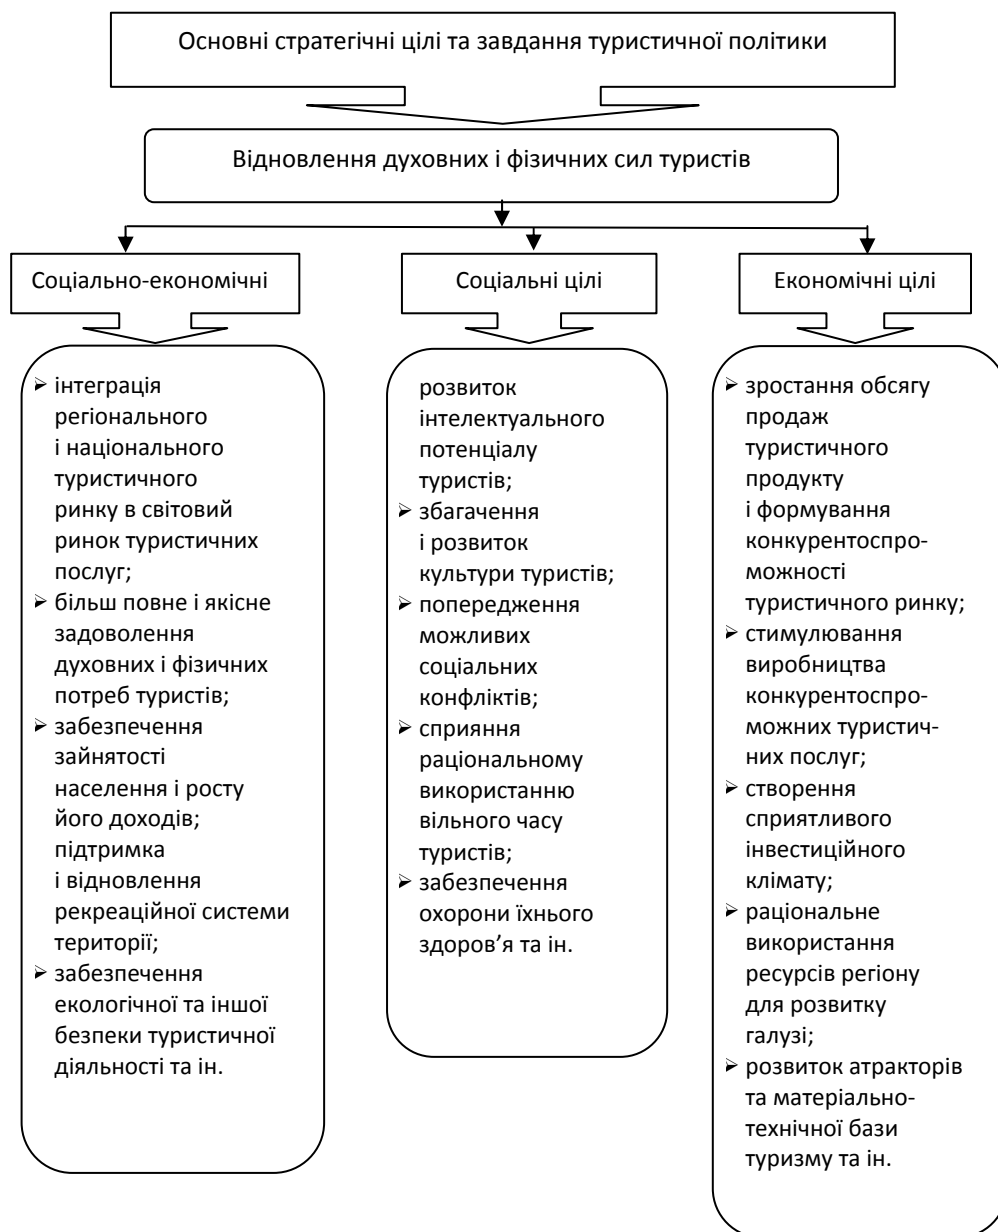 Основні стратегічні цілі та завдання туристичної політики
Відновлення духовних і фізичних сил туристів
Соціально-економічні
Соціальні цілі
Економічні цілі
➢ інтеграція
регіонального
і національного
туристичного
ринку в світовий
ринок туристичних
послуг;
➢ більш повне і якісне
задоволення
духовних і фізичних
потреб туристів;
➢ забезпечення
зайнятості
населення і росту
його доходів;
підтримка
і відновлення
рекреаційної системи
території;
➢ забезпечення
екологічної та іншої
безпеки туристичної
діяльності та ін.
розвиток
інтелектуального
потенціалу
туристів;
➢ збагачення
і розвиток
культури туристів;
➢ попередження
можливих
соціальних
конфліктів;
➢ сприяння
раціональному
використанню
вільного часу
туристів;
➢ забезпечення
охорони їхнього
здоров’я та ін.
➢ зростання обсягу
продаж
туристичного
продукту
і формування
конкурентоспро-
можності
туристичного ринку;
➢ стимулювання
виробництва
конкурентоспро-
можних туристич-
них послуг;
➢ створення
сприятливого
інвестиційного
клімату;
➢ раціональне
використання
ресурсів регіону
для розвитку
галузі;
➢ розвиток атракторів
та матеріально-
технічної бази
туризму та ін.